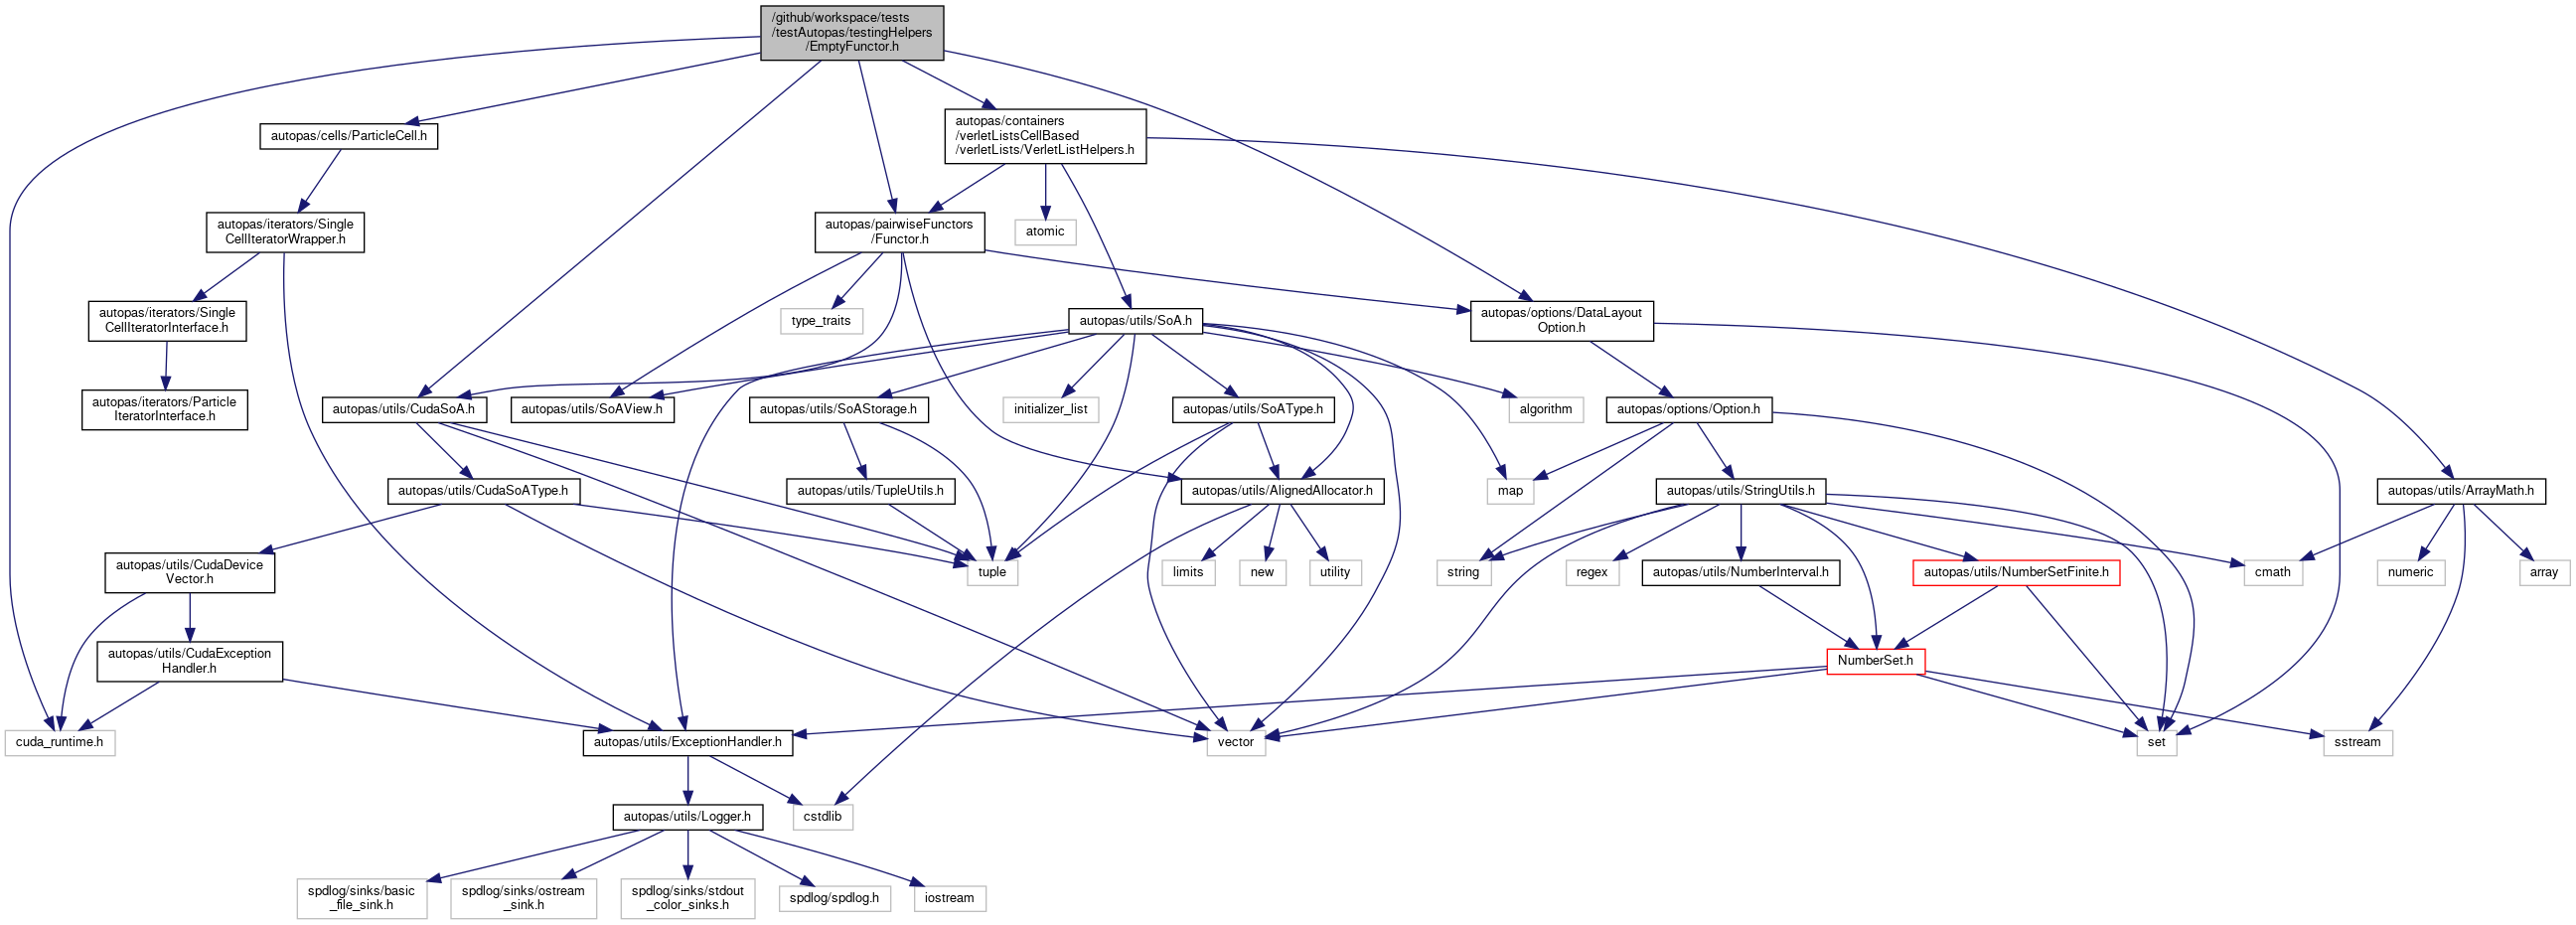 /github/workspace/tests
/testAutopas/testingHelpers
/EmptyFunctor.h
autopas/cells/ParticleCell.h
autopas/containers
/verletListsCellBased
/verletLists/VerletListHelpers.h
autopas/iterators/Single
CellIteratorWrapper.h
autopas/pairwiseFunctors
/Functor.h
atomic
autopas/iterators/Single
CellIteratorInterface.h
type_traits
autopas/utils/SoA.h
autopas/options/DataLayout
Option.h
autopas/iterators/Particle
IteratorInterface.h
autopas/utils/CudaSoA.h
autopas/utils/SoAView.h
autopas/utils/SoAStorage.h
initializer_list
autopas/utils/SoAType.h
algorithm
autopas/options/Option.h
autopas/utils/CudaSoAType.h
autopas/utils/TupleUtils.h
autopas/utils/AlignedAllocator.h
map
autopas/utils/StringUtils.h
autopas/utils/ArrayMath.h
autopas/utils/CudaDevice
Vector.h
tuple
limits
new
utility
string
regex
autopas/utils/NumberInterval.h
autopas/utils/NumberSetFinite.h
cmath
numeric
array
autopas/utils/CudaException
Handler.h
NumberSet.h
cuda_runtime.h
autopas/utils/ExceptionHandler.h
vector
set
sstream
autopas/utils/Logger.h
cstdlib
spdlog/sinks/basic
_file_sink.h
spdlog/sinks/ostream
_sink.h
spdlog/sinks/stdout
_color_sinks.h
spdlog/spdlog.h
iostream